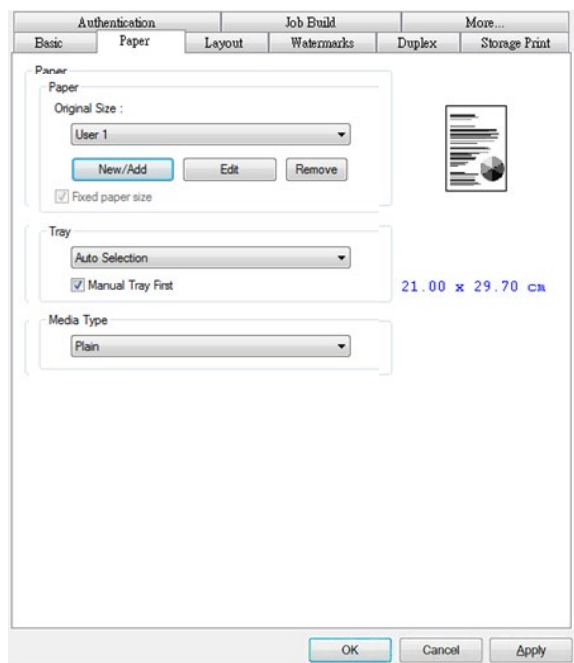 Authentication Job Build More...
Basic Paper Layout Watermarks Duplex Storage Print
Paper
Paper
Original Size :
User 1
New/Add Edit Remove
Fixed paper size
Tray
Auto Selection
Manual Tray First
21.00 x 29.70 cm
Media Type
Plain
OK Cancel Apply